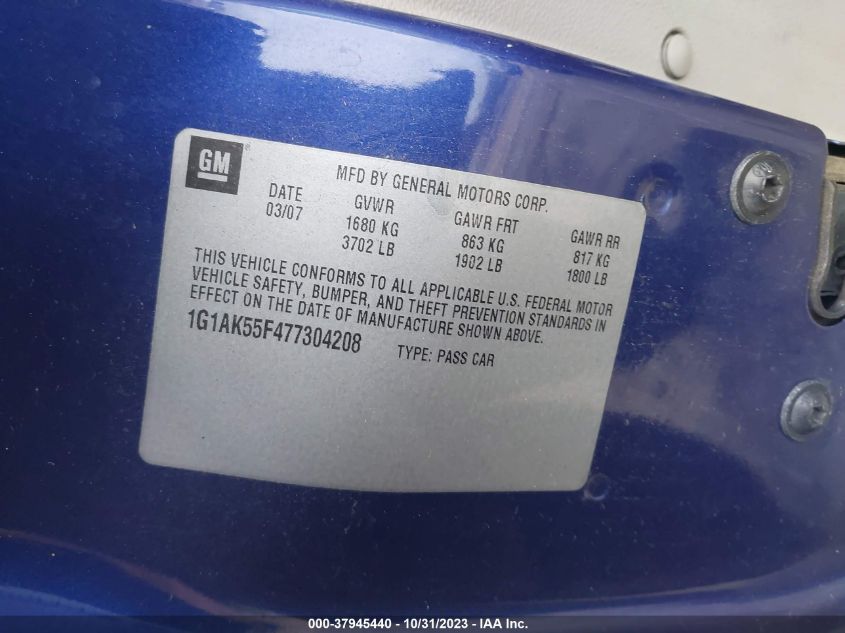 GM
MFD BY GENERAL MOTORS CORP.
DATE GVWR GAWR FRT GAWR RR
03/07 1680 KG 863 KG 817 KG
3702 LB 1902 LB 1800 LB
THIS VEHICLE CONFORMS TO ALL APPLICABLE U.S. FEDERAL MOTOR
VEHICLE SAFETY, BUMPER, AND THEFT PREVENTION STANDARDS IN
EFFECT ON THE DATE OF MANUFACTURE SHOWN ABOVE.
1G1AK55F477304208 TYPE: PASS CAR
000-37945440 - 10/31/2023 - IAA Inc.